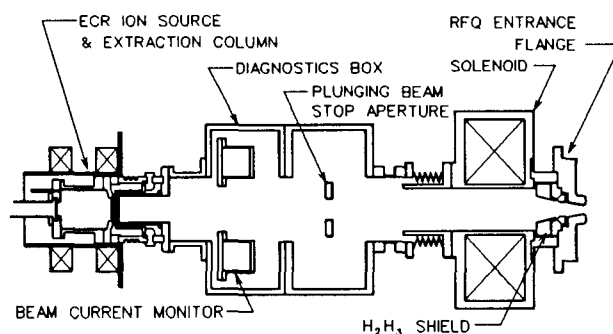 ECR ION SOURCE
& EXTRACTION COLUMN
DIAGNOSTICS BOX
PLUNGING BEAM
STOP APERTURE
RFQ ENTRANCE
FLANGE
SOLENOID
BEAM CURRENT MONITOR
H₂H₃ SHIELD